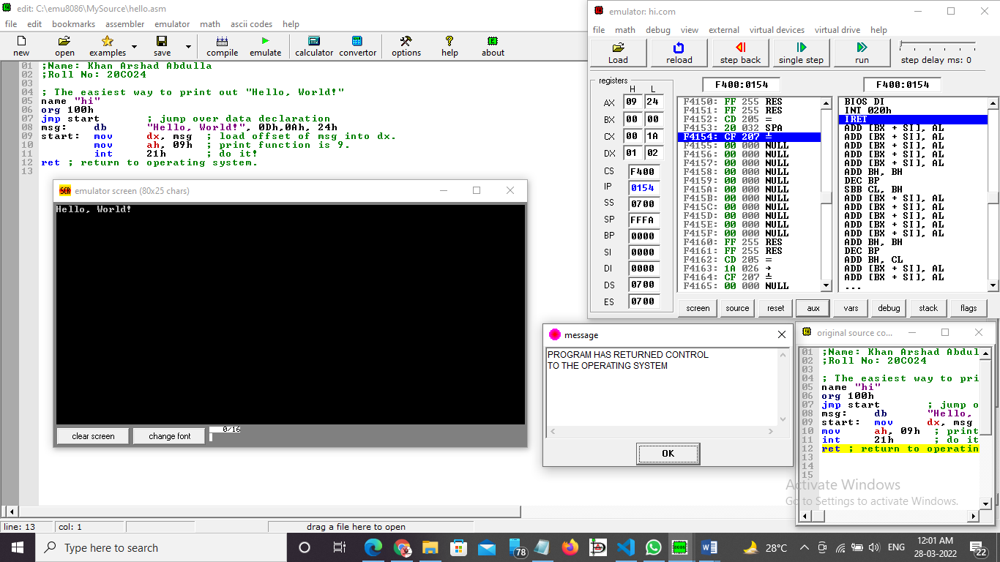 edit: C:\emu8086\MySource\hello.asm
file edit bookmarks assembler emulator math ascii codes help
new open examples save compile emulate calculator convertor options help about
01 ;Name: Khan Arshad Abdulla
02 ;Roll No: 20CO24
03
04 ; The easiest way to print out "Hello, World!"
05 name "hi"
06 org 100h
07 jmp start ; jump over data declaration
08 msg: db "Hello, World!", 0Dh,0Ah, 24h
09 start: mov dx, msg ; load offset of msg into dx.
10 mov ah, 09h ; print function is 9.
11 int 21h ; do it!
12 ret ; return to operating system.
13
emulator screen (80x25 chars)
Hello, World!
clear screen change font 0/16
line: 13 col: 1 drag a file here to open
emulator: hi.com
file math debug view external virtual devices virtual drive help
Load reload step back single step run step delay ms: 0
registers F400:0154 F400:0154
H L
AX 09 24
BX 00 00
CX 00 1A
DX 01 02
CS F400
IP 0154
SS 0700
SP FFFA
BP 0000
SI 0000
DI 0000
DS 0700
ES 0700
F4150: FF 255 RES
F4151: FF 255 RES
F4152: CD 205 =
F4153: 20 032 SPA
F4154: CF 207 ╧
F4155: 00 000 NULL
F4156: 00 000 NULL
F4157: 00 000 NULL
F4158: 00 000 NULL
F4159: 00 000 NULL
F415A: 00 000 NULL
F415B: 00 000 NULL
F415C: 00 000 NULL
F415D: 00 000 NULL
F415E: 00 000 NULL
F415F: 00 000 NULL
F4160: FF 255 RES
F4161: FF 255 RES
F4162: CD 205 =
F4163: 1A 026 →
F4164: CF 207 ╧
F4165: 00 000 NULL
BIOS DI
INT 020h
IRET
ADD [BX + SI], AL
ADD [BX + SI], AL
ADD [BX + SI], AL
ADD [BX + SI], AL
ADD [BX + SI], AL
ADD BH, BH
DEC BP
SBB CL, BH
ADD [BX + SI], AL
ADD [BX + SI], AL
ADD [BX + SI], AL
ADD [BX + SI], AL
ADD [BX + SI], AL
ADD BH, BH
DEC BP
ADD BH, CL
ADD [BX + SI], AL
ADD [BX + SI], AL
...
screen source reset aux vars debug stack flags
message
PROGRAM HAS RETURNED CONTROL
TO THE OPERATING SYSTEM
OK
original source co...
01 ;Name: Khan Arshad Abdul
02 ;Roll No: 20CO24
03
04 ; The easiest way to pri
05 name "hi"
06 org 100h
07 jmp start ; jump o
08 msg: db "Hello,
09 start: mov dx, msg
10 mov ah, 09h ; print
11 int 21h ; do it
12 ret ; return to operatin
13
14
15
Activate Windows
Go to Settings to activate Windows.
Type here to search
78
28°C ENG 12:01 AM
28-03-2022
22